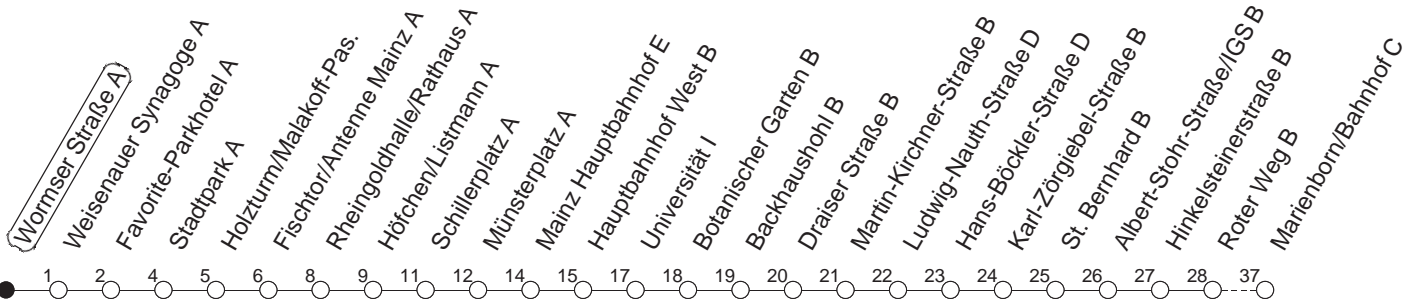 Wormser Straße A
Weisenauer Synagoge A
Favorite-Parkhotel A
Stadtpark A
Holzturm/Malakoff-Pas.
Fischtor/Antenne Mainz A
Rheingoldhalle/Rathaus A
Höfchen/Listmann A
Schillerplatz A
Münsterplatz A
Mainz Hauptbahnhof E
Hauptbahnhof West B
Universität I
Botanischer Garten B
Backhaushohl B
Draiser Straße B
Martin-Kirchner-Straße B
Ludwig-Nauth-Straße D
Hans-Böckler-Straße D
Karl-Zörgiebel-Straße B
St. Bernhard B
Albert-Stohr-Straße/IGS B
Hinkelsteinerstraße B
Roter Weg B
Marienborn/Bahnhof C
1 2 4 5 6 8 9 11 12 14 15 17 18 19 20 21 22 23 24 25 26 27 28 37